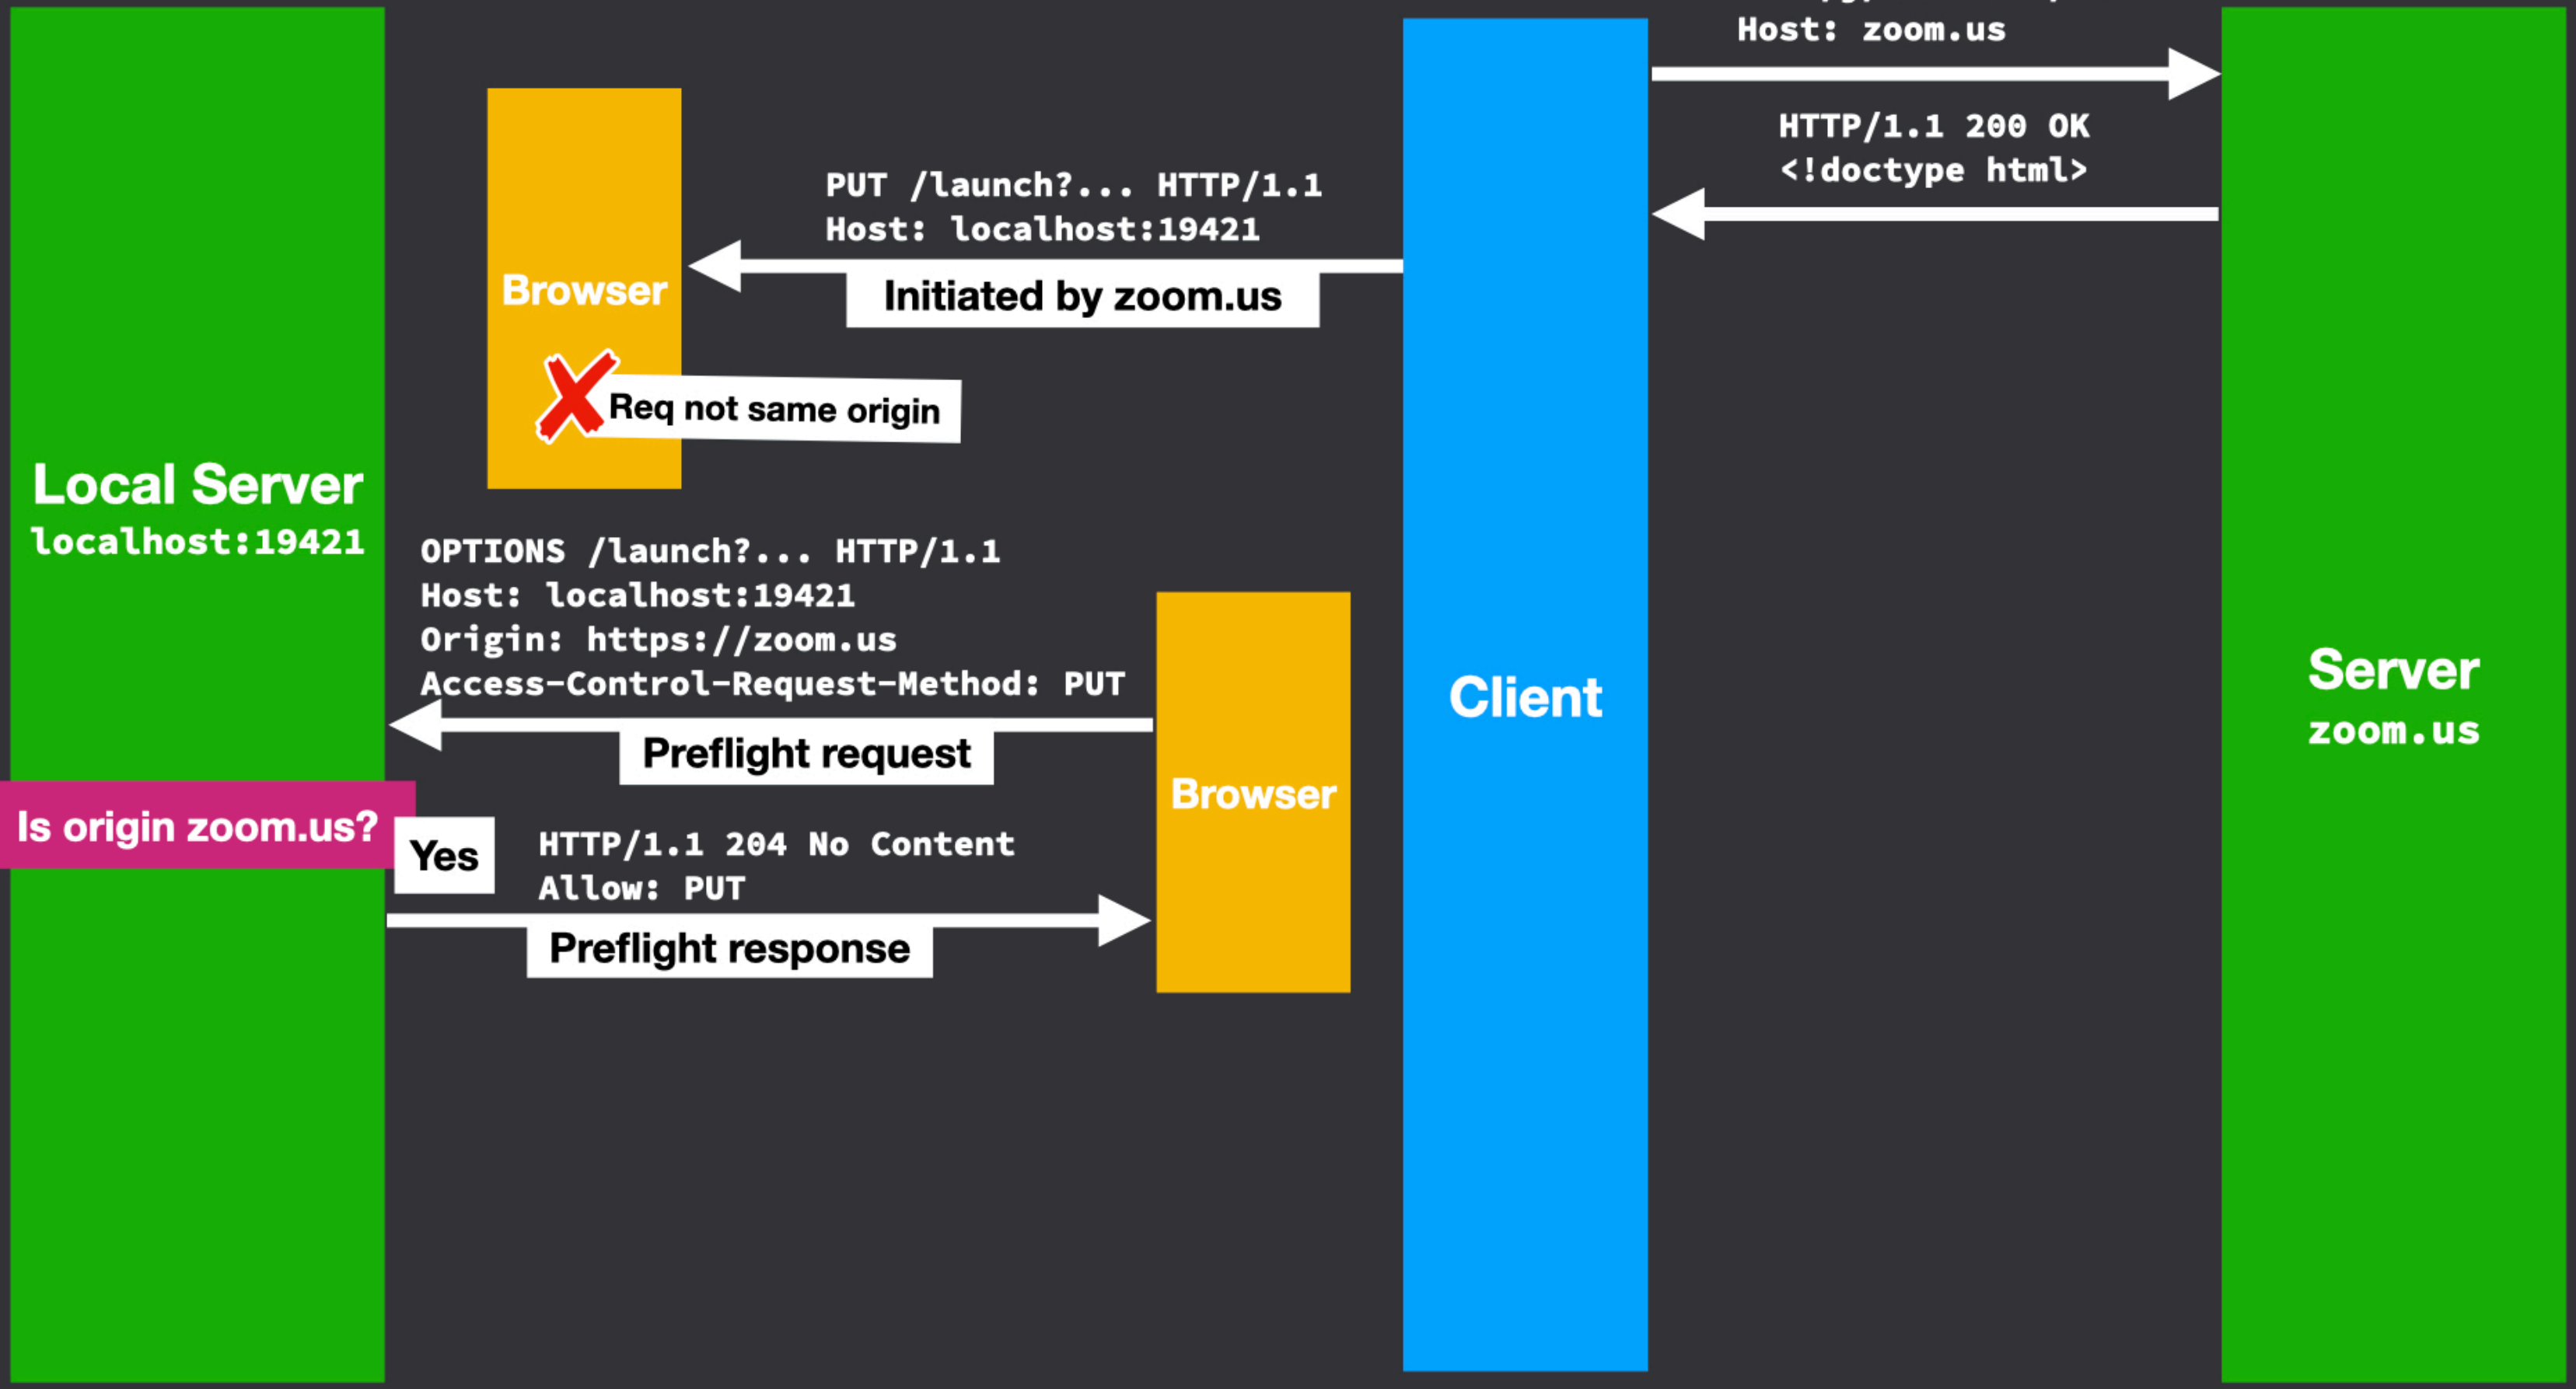 Host: zoom.us
HTTP/1.1 200 OK
<!doctype html>
PUT /launch?... HTTP/1.1
Host: localhost:19421
Initiated by zoom.us
Browser
Req not same origin
Local Server
localhost:19421
OPTIONS /launch?... HTTP/1.1
Host: localhost:19421
Origin: https://zoom.us
Access-Control-Request-Method: PUT
Preflight request
Browser
Client
Server
zoom.us
Is origin zoom.us?
Yes
HTTP/1.1 204 No Content
Allow: PUT
Preflight response